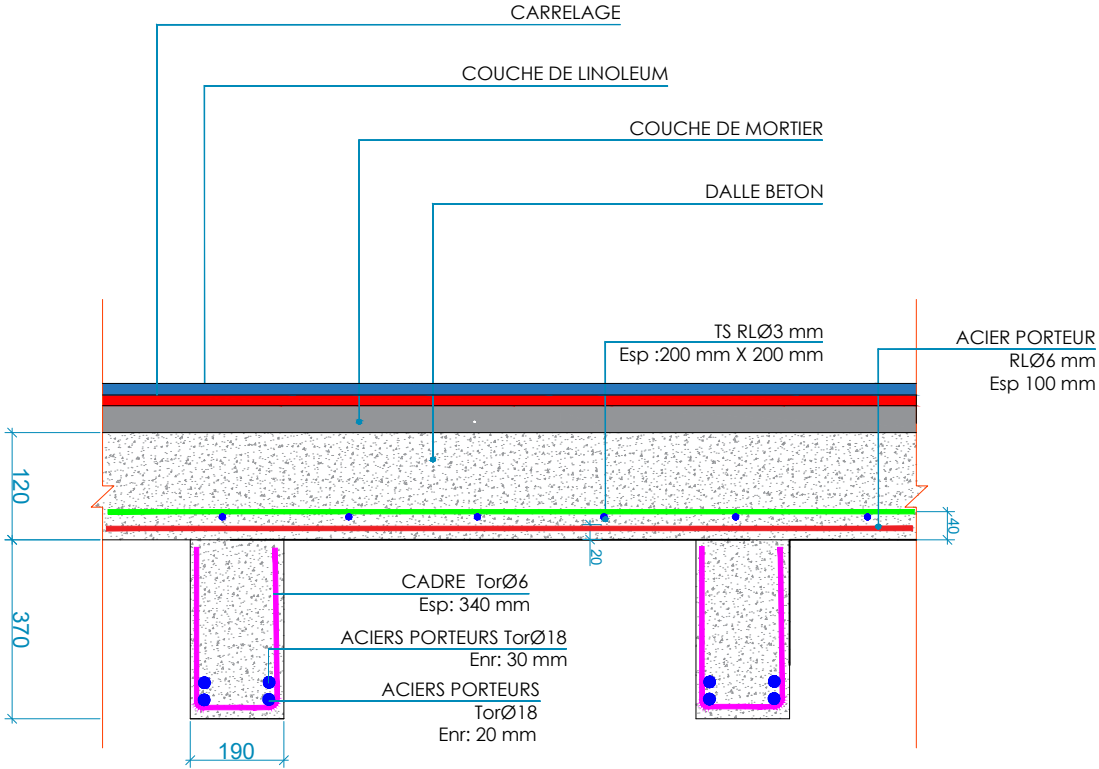 CARRELAGE
COUCHE DE LINOLEUM
COUCHE DE MORTIER
DALLE BETON
TS RLØ3 mm
Esp :200 mm X 200 mm
ACIER PORTEUR
RLØ6 mm
Esp 100 mm
120
40
20
370
CADRE TorØ6
Esp: 340 mm
ACIERS PORTEURS TorØ18
Enr: 30 mm
ACIERS PORTEURS
TorØ18
Enr: 20 mm
190